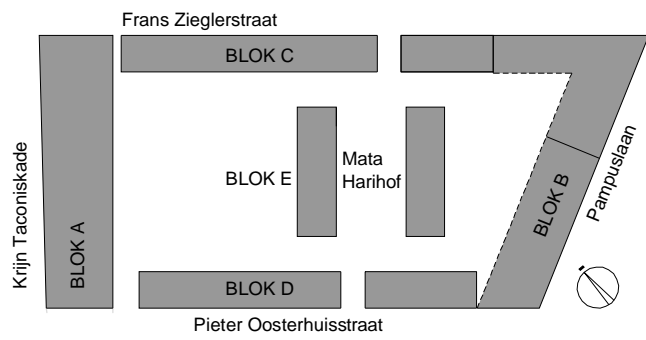 Frans Zieglerstraat
BLOK C
Krijn Taconiskade
BLOK A
BLOK E
Mata
Harihof
BLOK B
Pampuslaan
BLOK D
Pieter Oosterhuisstraat